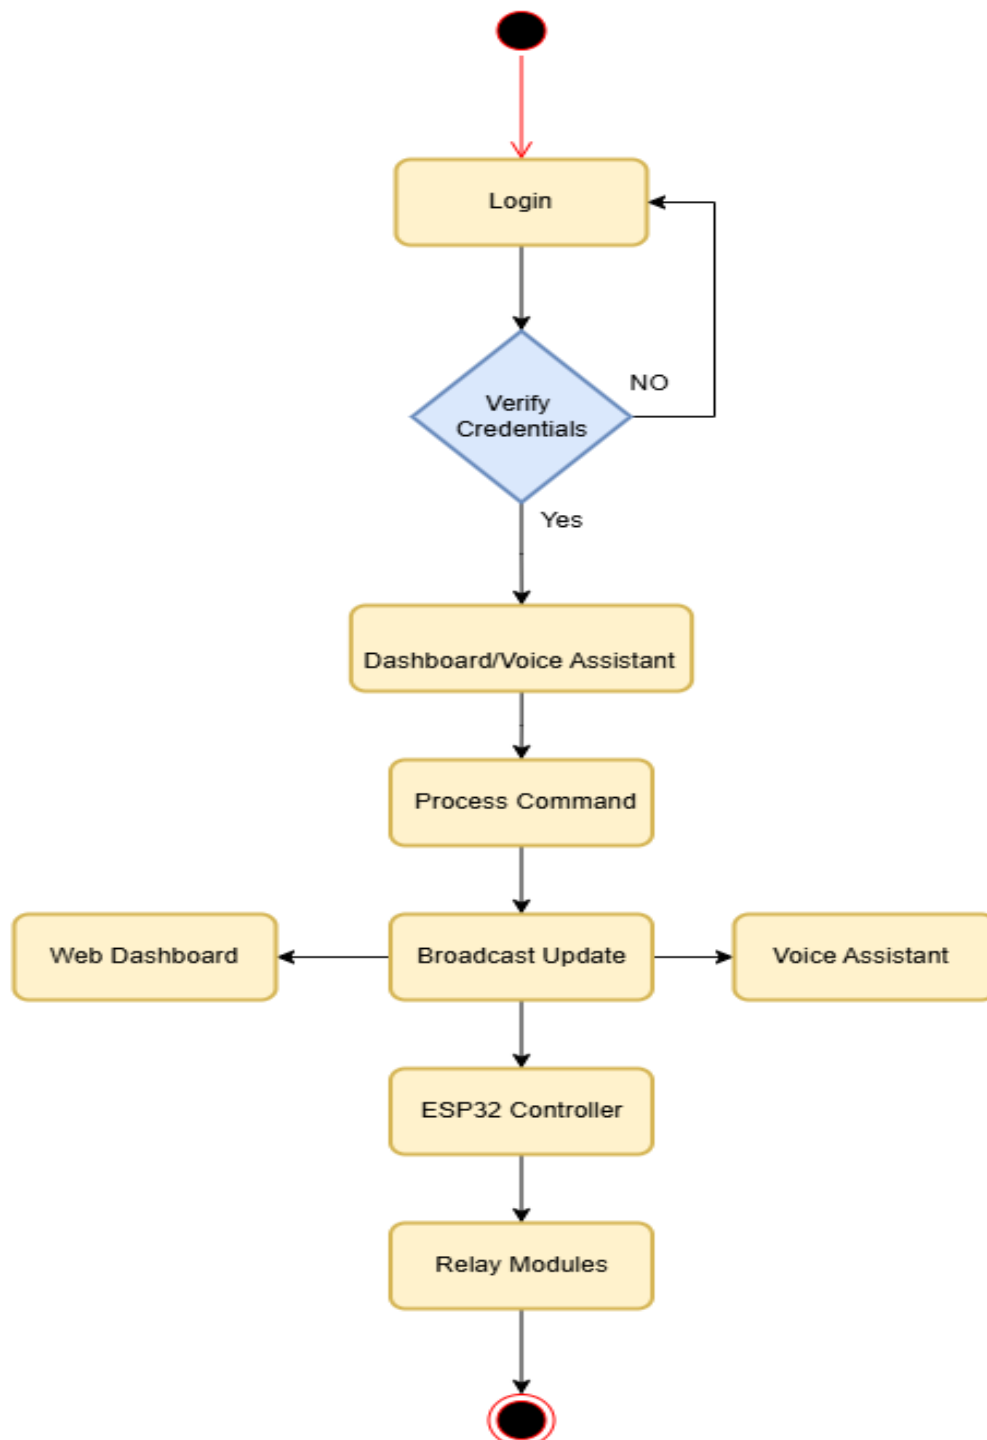 Login
Verify
Credentials
NO
Yes
Dashboard/Voice Assistant
Process Command
Web Dashboard
Broadcast Update
Voice Assistant
ESP32 Controller
Relay Modules